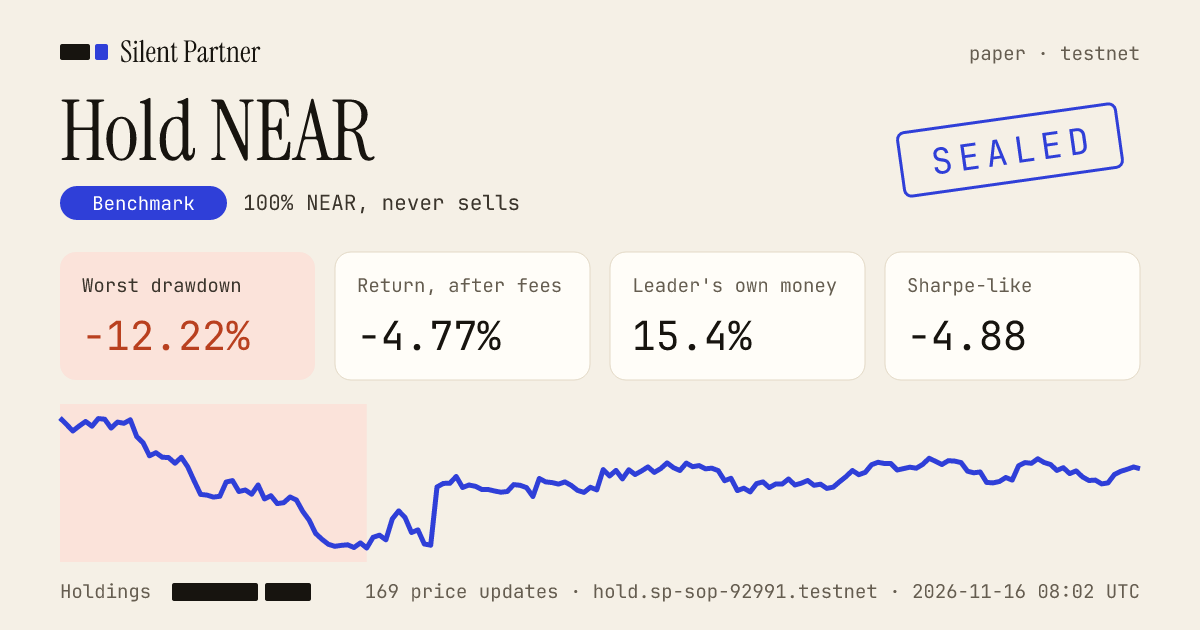 Silent Partner
paper · testnet
Hold NEAR
SEALED
Benchmark 100% NEAR, never sells
Worst drawdown
-12.22%
Return, after fees
-4.77%
Leader's own money
15.4%
Sharpe-like
-4.88
Holdings
169 price updates · hold.sp-sop-92991.testnet · 2026-11-16 08:02 UTC